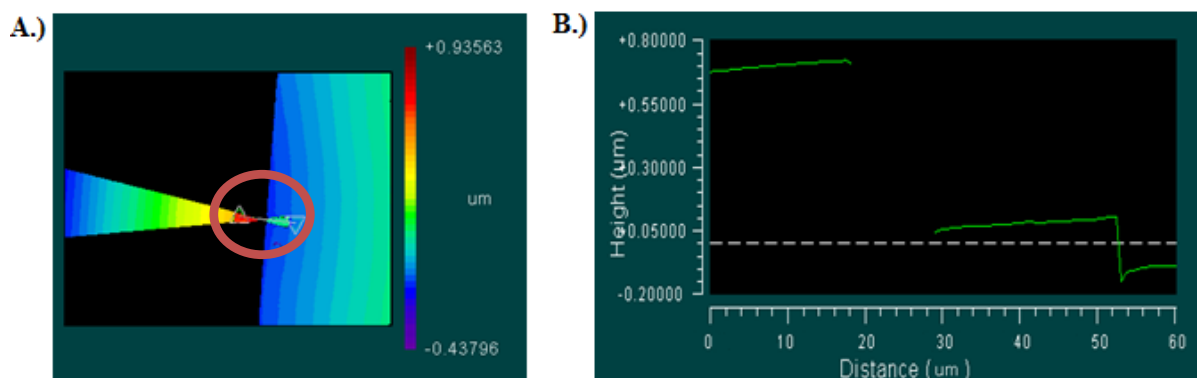 A.)
+0.93563
um
-0.43796
B.)
+0.80000
+0.55000
+0.30000
+0.05000
-0.20000
Height (um)
0 10 20 30 40 50 60
Distance (um)